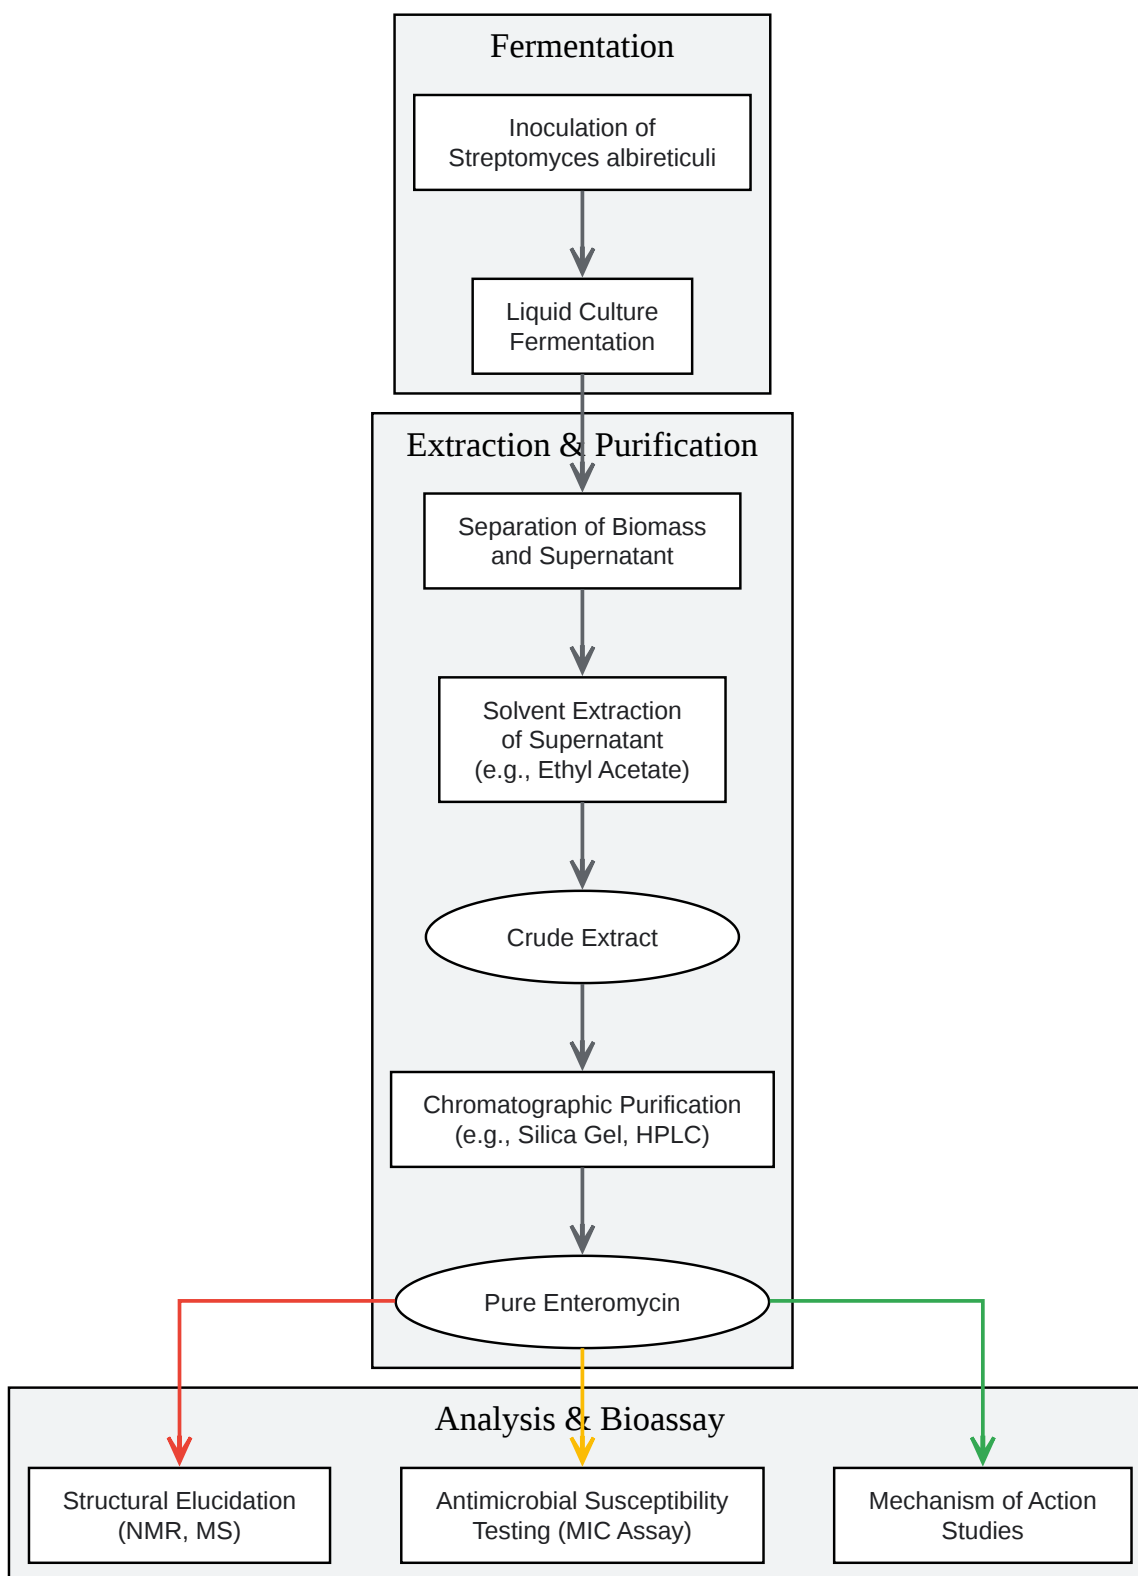 Fermentation
Inoculation of
Streptomyces albireticuli
Liquid Culture
Fermentation
Extraction & Purification
Separation of Biomass
and Supernatant
Solvent Extraction
of Supernatant
(e.g., Ethyl Acetate)
Crude Extract
Chromatographic Purification
(e.g., Silica Gel, HPLC)
Pure Enteromycin
Analysis & Bioassay
Structural Elucidation
(NMR, MS)
Antimicrobial Susceptibility
Testing (MIC Assay)
Mechanism of Action
Studies